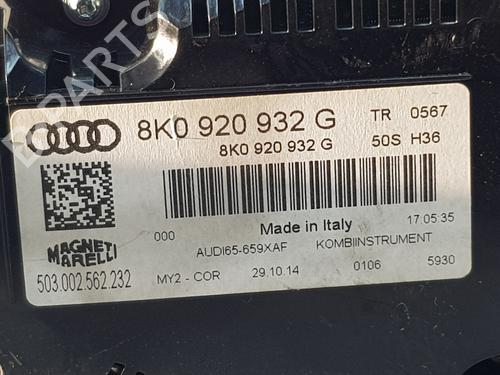 B-PARTS
8K0 920 932 G TR 0567
8K0 920 932 G 50S H36
000 Made in Italy 17:05:35
MAGNETI
MARELLI
AUDI65-659XAF KOMBIINSTRUMENT
503.002.562.232 MY2 - COR 29.10.14 0106 5930